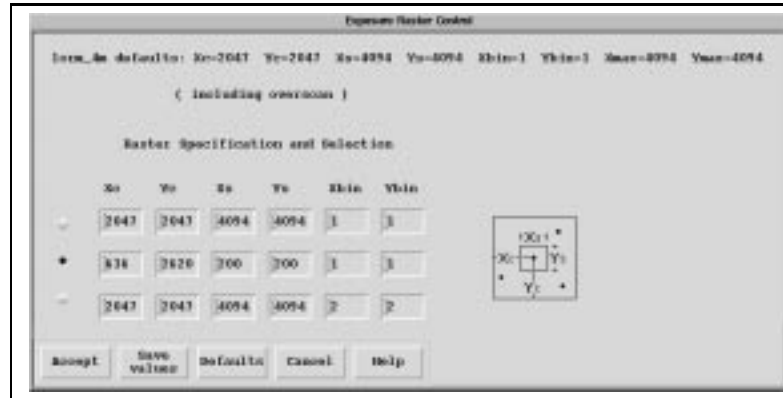 Exposure Raster Control
defaults: Xc=2047 Yc=2047 Xs=4094 Ys=4094 Xbin=1 Ybin=1 Xmax=4094 Ymax=4094
( including overscan )
Raster Specification and Selection
Xc Yc Xs Ys Xbin Ybin
2047 2047 4094 4094 1 1
636 2620 200 200 1 1
2047 2047 4094 4094 2 2
Xs
Xc Ys
Yc
Accept Save values Defaults Cancel Help